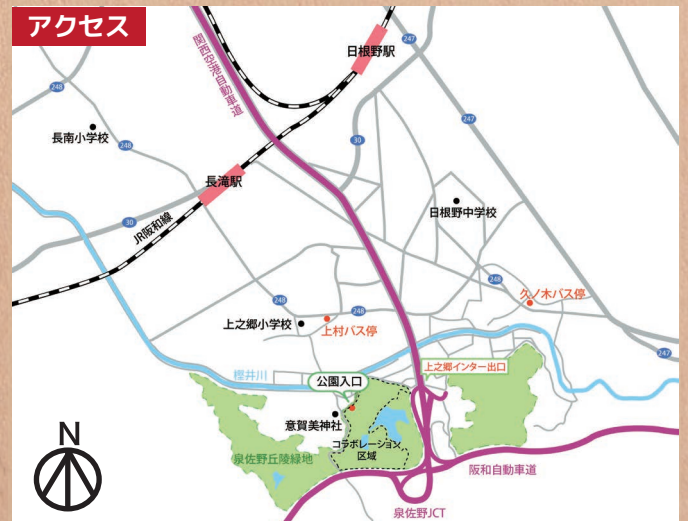 アクセス
日根野駅
関西空港自動車道
247
248
長南小学校
248
247
30
長滝駅
日根野中学校
30
JR阪和線
248
久ノ木バス停
248
248
上之郷小学校
上村バス停
247
上之郷インター出口
樫井川
公園入口
意賀美神社
コラボレーション
区域
泉佐野丘陵緑地
阪和自動車道
泉佐野JCT
N